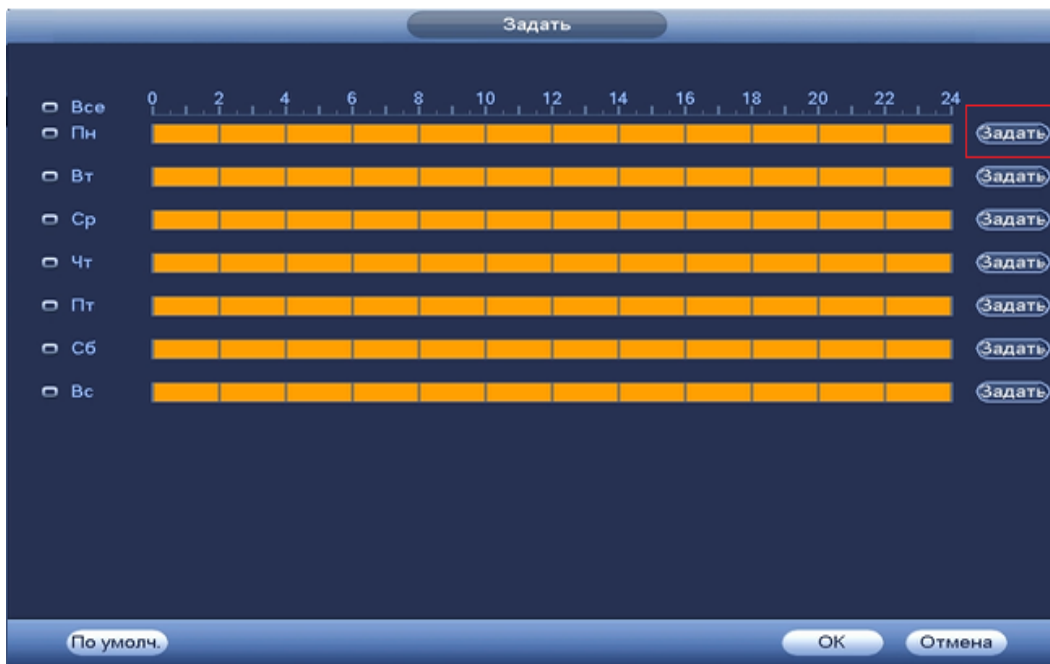 Задать
Все 0 2 4 6 8 10 12 14 16 18 20 22 24
Пн Задать
Вт Задать
Ср Задать
Чт Задать
Пт Задать
Сб Задать
Вс Задать
По умолч. OK Отмена